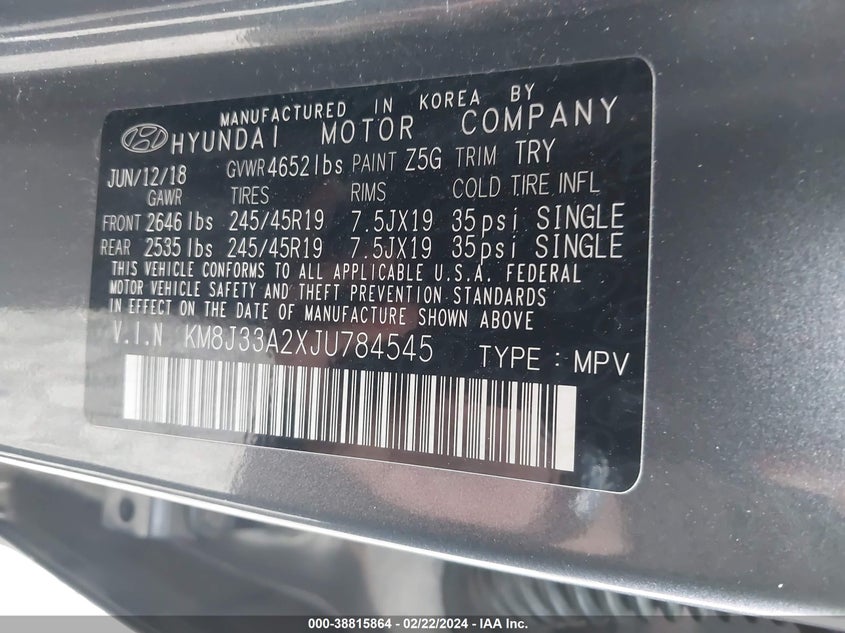 MANUFACTURED IN KOREA BY
HYUNDAI MOTOR COMPANY
JUN/12/18 GVWR 4652 lbs PAINT Z5G TRIM TRY
GAWR TIRES RIMS COLD TIRE INFL
FRONT 2646 lbs 245/45R19 7.5JX19 35psi SINGLE
REAR 2535 lbs 245/45R19 7.5JX19 35psi SINGLE
THIS VEHICLE CONFORMS TO ALL APPLICABLE U.S.A. FEDERAL
MOTOR VEHICLE SAFETY AND THEFT PREVENTION STANDARDS
IN EFFECT ON THE DATE OF MANUFACTURE SHOWN ABOVE
V.I.N KM8J33A2XJU784545 TYPE : MPV
000-38815864 - 02/22/2024 - IAA Inc.